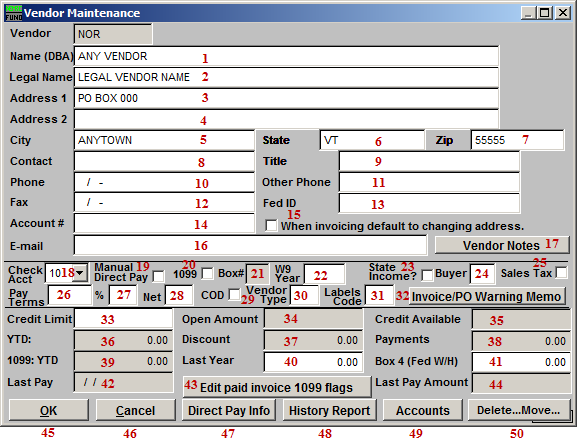 FUND Vendor Maintenance
Vendor NOR
Name (DBA) ANY VENDOR 1
Legal Name LEGAL VENDOR NAME 2
Address 1 PO BOX 000 3
Address 2 4
City ANYTOWN 5 State VT 6 Zip 55555 7
Contact 8 Title 9
Phone / - 10 Other Phone 11
Fax / - 12 Fed ID 13
Account # 14 15 When invoicing default to changing address.
E-mail 16 Vendor Notes 17
Check Acct 10 18 Manual Direct Pay 19 1099 20 Box# 21 W9 Year 22 State Income? 23 Buyer 24 Sales Tax 25
Pay Terms 26 % 27 Net 28 COD 29 Vendor Type 30 Labels Code 31 32 Invoice/PO Warning Memo
Credit Limit 33 Open Amount 34 Credit Available 35
YTD: 36 0.00 Discount 37 0.00 Payments 38 0.00
1099: YTD 39 0.00 Last Year 40 0.00 Box 4 (Fed W/H) 41 0.00
Last Pay / / 42 43 Edit paid invoice 1099 flags Last Pay Amount 44
OK Cancel Direct Pay Info History Report Accounts Delete...Move...
45 46 47 48 49 50